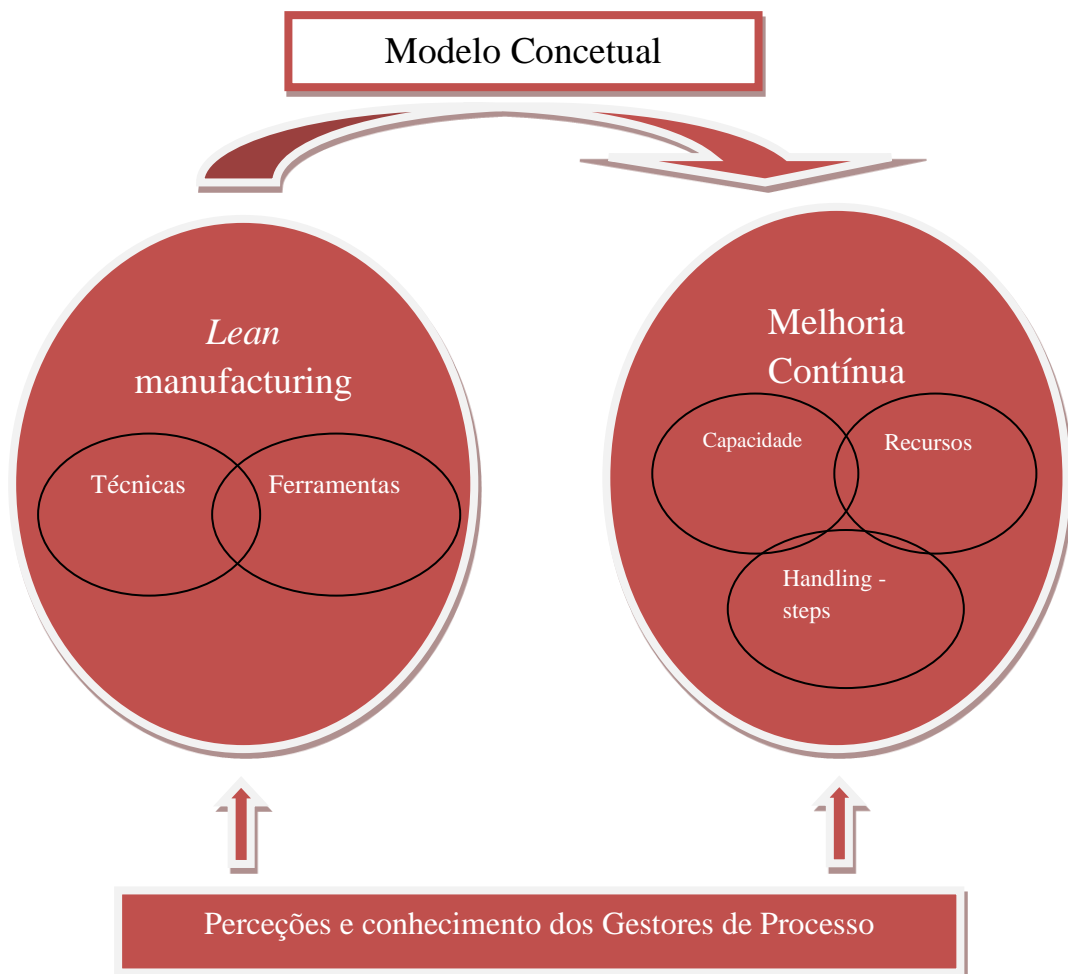 Modelo Concetual
Lean
manufacturing
Técnicas
Ferramentas
Melhoria
Contínua
Capacidade
Recursos
Handling -
steps
Perceções e conhecimento dos Gestores de Processo